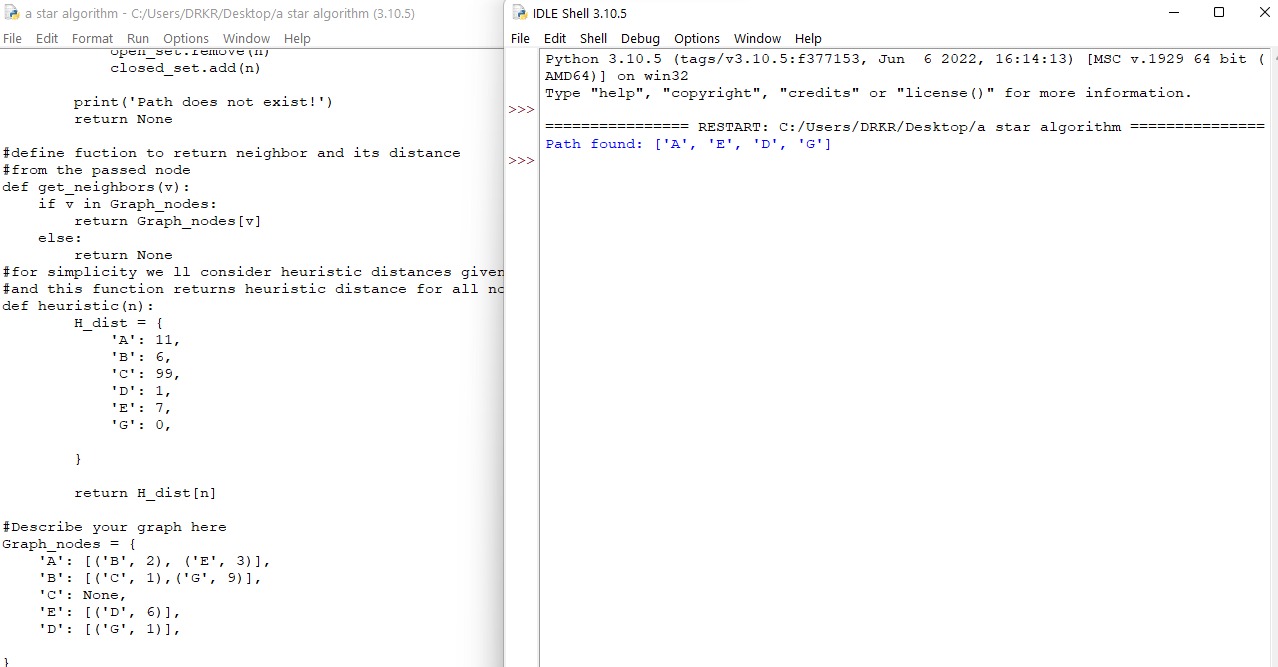 a star algorithm - C:/Users/DRKR/Desktop/a star algorithm (3.10.5)
File Edit Format Run Options Window Help
open_set.remove(n)
closed_set.add(n)
print('Path does not exist!')
return None
#define fuction to return neighbor and its distance
#from the passed node
def get_neighbors(v):
if v in Graph_nodes:
return Graph_nodes[v]
else:
return None
#for simplicity we ll consider heuristic distances given
#and this function returns heuristic distance for all no
def heuristic(n):
H_dist = {
'A': 11,
'B': 6,
'C': 99,
'D': 1,
'E': 7,
'G': 0,
}
return H_dist[n]
#Describe your graph here
Graph_nodes = {
'A': [('B', 2), ('E', 3)],
'B': [('C', 1),('G', 9)],
'C': None,
'E': [('D', 6)],
'D': [('G', 1)],
}
IDLE Shell 3.10.5
File Edit Shell Debug Options Window Help
Python 3.10.5 (tags/v3.10.5:f377153, Jun  6 2022, 16:14:13) [MSC v.1929 64 bit (
AMD64)] on win32
Type "help", "copyright", "credits" or "license()" for more information.
>>>
================ RESTART: C:/Users/DRKR/Desktop/a star algorithm ===============
Path found: ['A', 'E', 'D', 'G']
>>>